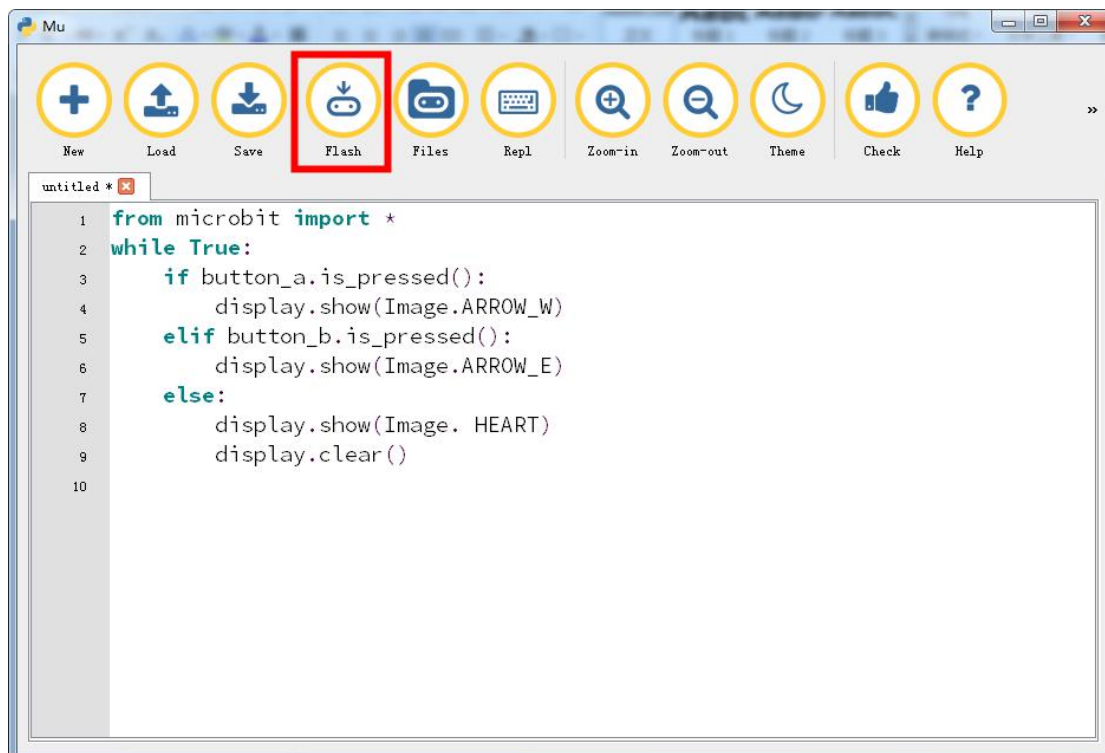 Mu
New Load Save Flash Files Repl Zoom-in Zoom-out Theme Check Help »
untitled *
1 from microbit import *
2 while True:
3     if button_a.is_pressed():
4         display.show(Image.ARROW_W)
5     elif button_b.is_pressed():
6         display.show(Image.ARROW_E)
7     else:
8         display.show(Image. HEART)
9         display.clear()
10